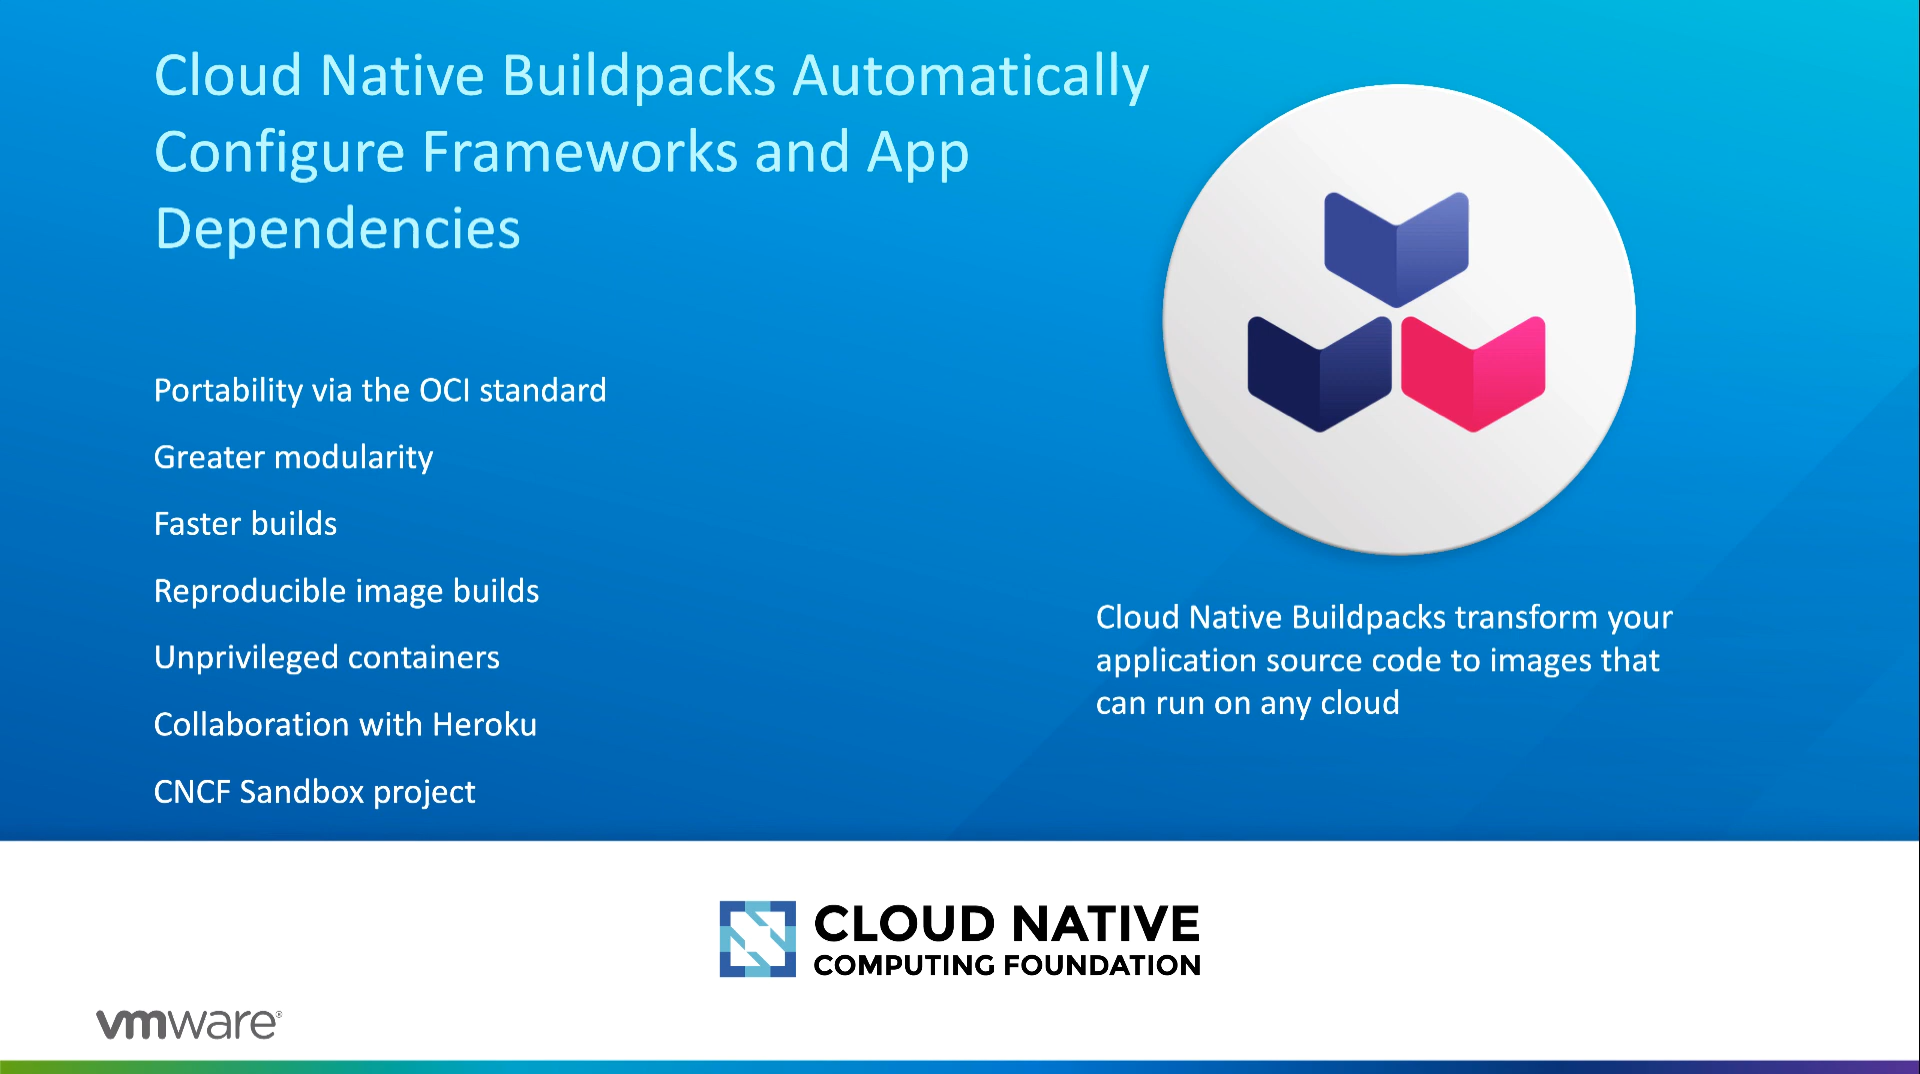 Cloud Native Buildpacks Automatically
Configure Frameworks and App
Dependencies
Portability via the OCI standard
Greater modularity
Faster builds
Reproducible image builds
Unprivileged containers
Collaboration with Heroku
CNCF Sandbox project
Cloud Native Buildpacks transform your
application source code to images that
can run on any cloud
CLOUD NATIVE
COMPUTING FOUNDATION
vmware®